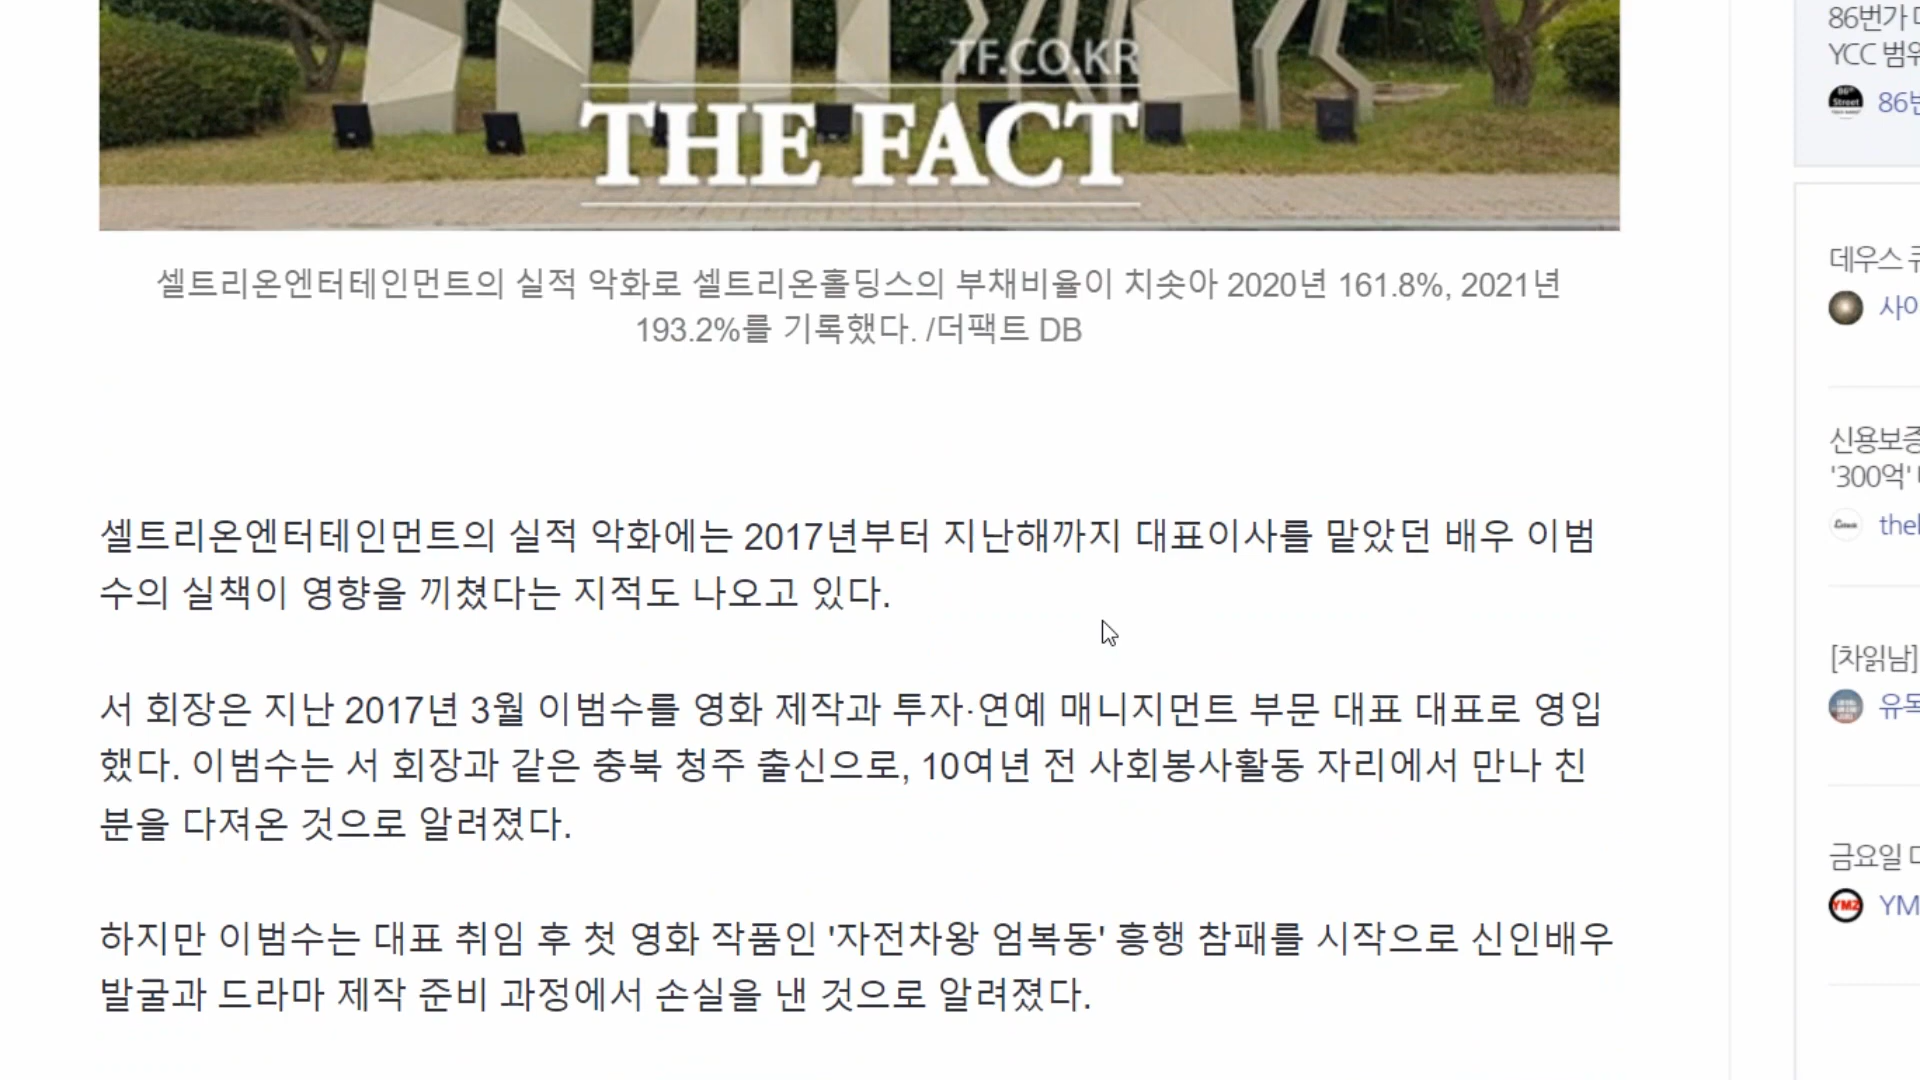 TF.CO.KR
THE FACT
셀트리온엔터테인먼트의 실적 악화로 셀트리온홀딩스의 부채비율이 치솟아 2020년 161.8%, 2021년
193.2%를 기록했다. /더팩트 DB
셀트리온엔터테인먼트의 실적 악화에는 2017년부터 지난해까지 대표이사를 맡았던 배우 이범
수의 실책이 영향을 끼쳤다는 지적도 나오고 있다.
서 회장은 지난 2017년 3월 이범수를 영화 제작과 투자·연예 매니지먼트 부문 대표 대표로 영입
했다. 이범수는 서 회장과 같은 충북 청주 출신으로, 10여년 전 사회봉사활동 자리에서 만나 친
분을 다져온 것으로 알려졌다.
하지만 이범수는 대표 취임 후 첫 영화 작품인 '자전차왕 엄복동' 흥행 참패를 시작으로 신인배우
발굴과 드라마 제작 준비 과정에서 손실을 낸 것으로 알려졌다.
86번가
YCC 범위
86th
Street
데우스
사이
신용보증
'300억'
[차읽남]
유독
금요일
YMZ
YM